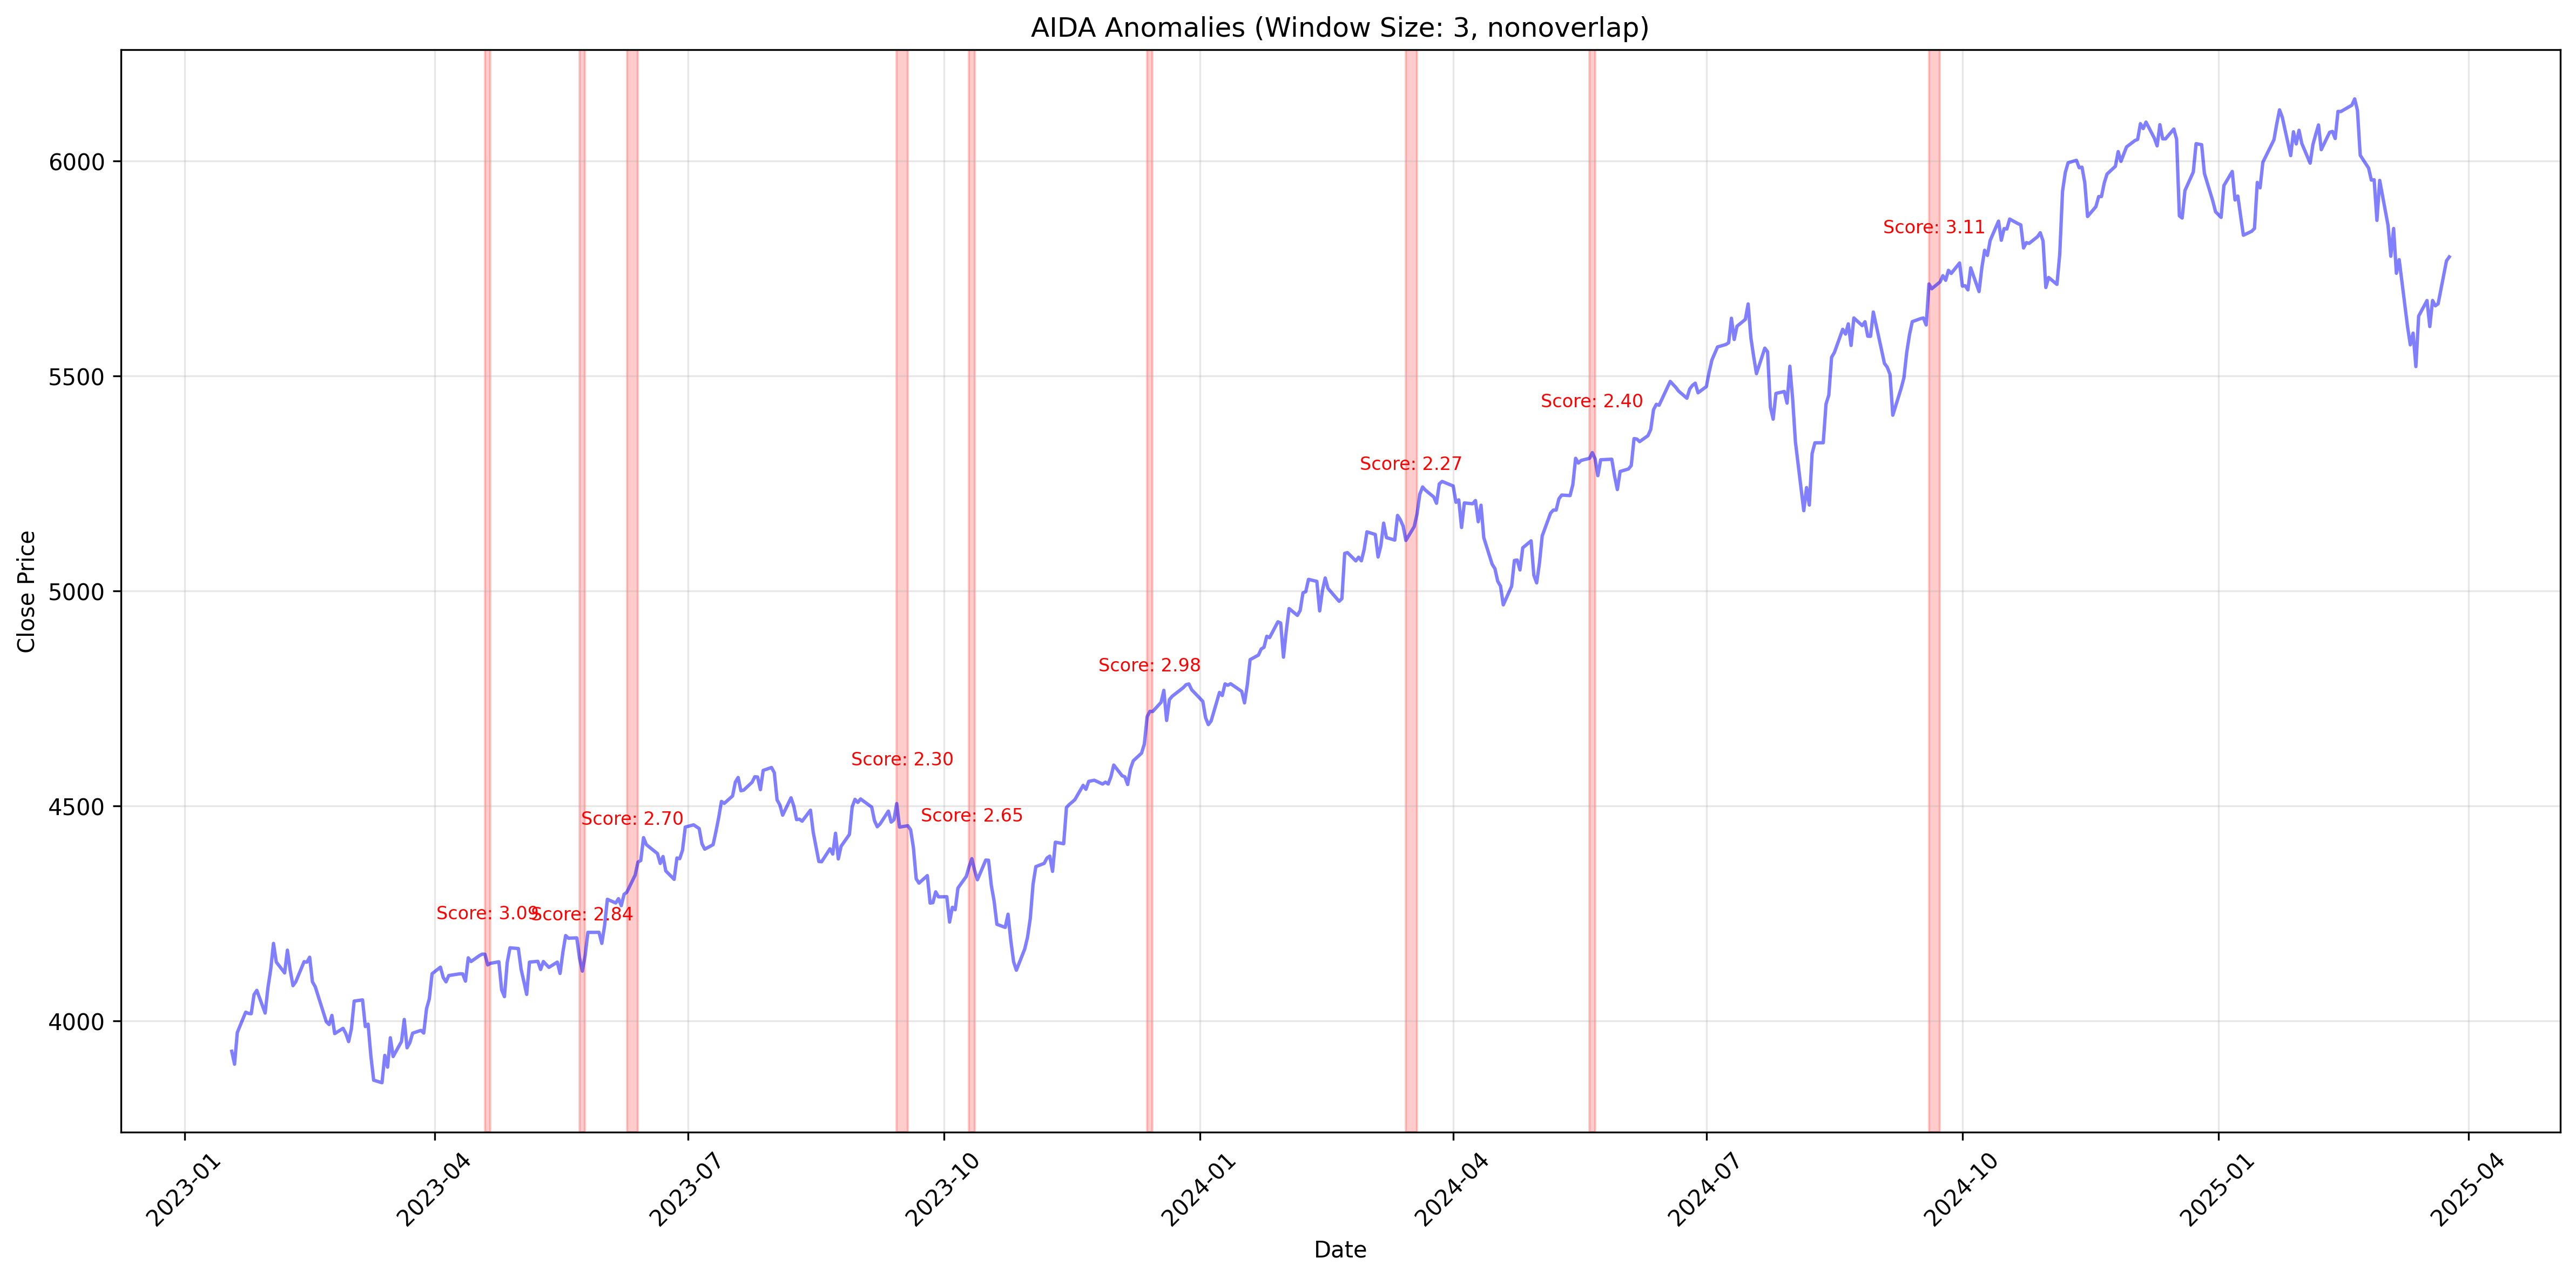 AIDA Anomalies (Window Size: 3, nonoverlap)
Close Price
6000
5500
5000
4500
4000
Score: 3.09
Score: 2.84
Score: 2.70
Score: 2.30
Score: 2.65
Score: 2.98
Score: 2.27
Score: 2.40
Score: 3.11
2023-01
2023-04
2023-07
2023-10
2024-01
2024-04
2024-07
2024-10
2025-01
2025-04
Date